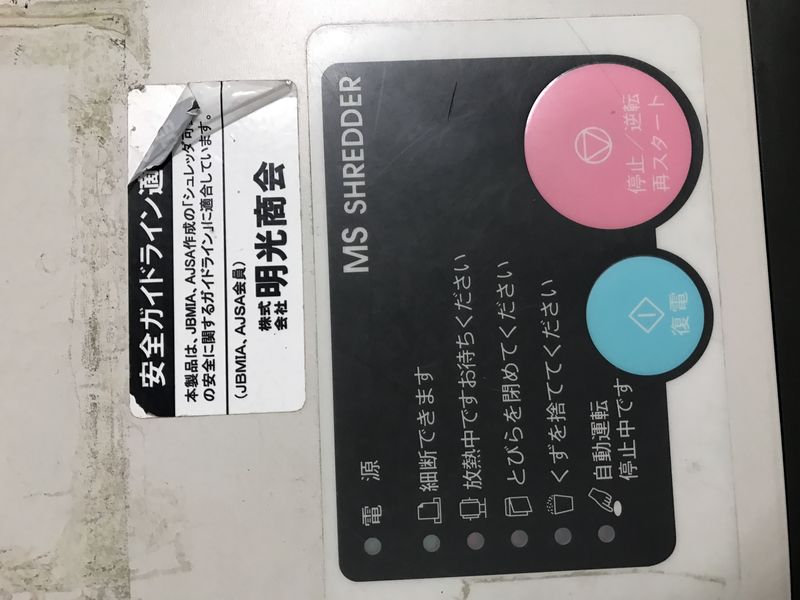 安全ガイドライン適
本製品は、JBMIA、AJSA作成の「シュレッダ可
の安全に関するガイドライン」に適合しています。
(JBMIA、AJSA会員)
株式会社 明光商会
MS SHREDDER
電源
細断できます
放熱中ですお待ちください
とびらを閉めてください
くずを捨ててください
自動運転
停止中です
停止/逆転
再スタート
復電